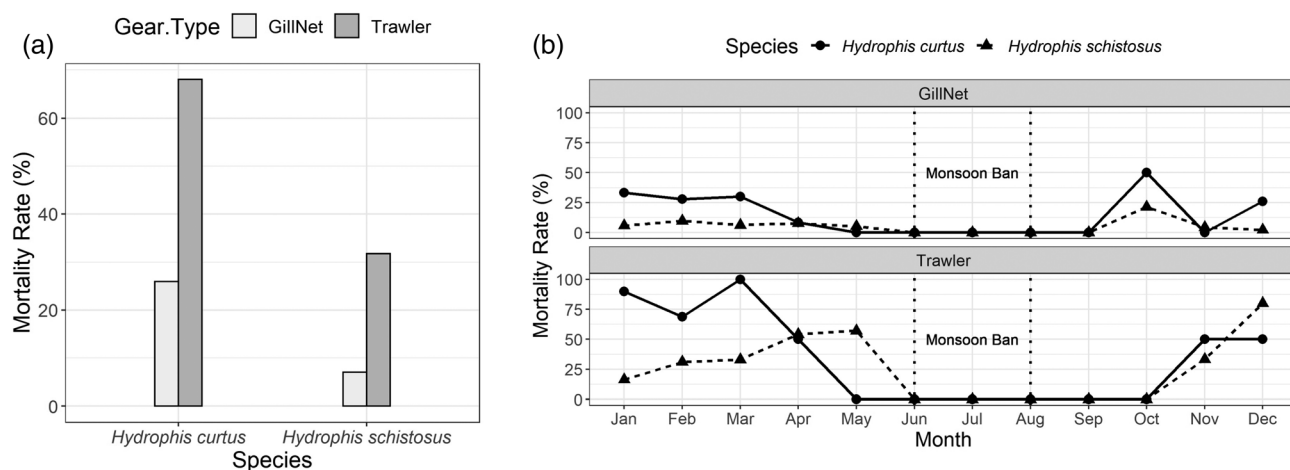 (a)
Gear.Type GillNet Trawler
Mortality Rate (%)
60
40
20
0
Hydrophis curtus Hydrophis schistosus
Species
(b)
Species Hydrophis curtus Hydrophis schistosus
Mortality Rate (%)
GillNet
100
75
50
25
0
Monsoon Ban
Trawler
100
75
50
25
0
Monsoon Ban
Jan Feb Mar Apr May Jun Jul Aug Sep Oct Nov Dec
Month